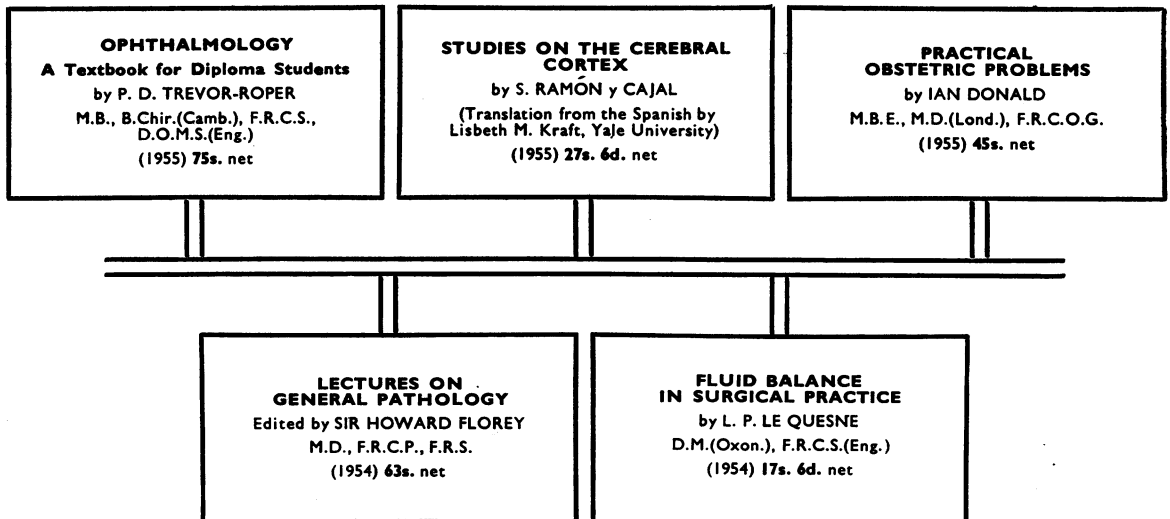 OPHTHALMOLOGY
A Textbook for Diploma Students
by P. D. TREVOR-ROPER
M.B., B.Chir.(Camb.), F.R.C.S.,
D.O.M.S.(Eng.)
(1955) 75s. net
STUDIES ON THE CEREBRAL
CORTEX
by S. RAMÓN y CAJAL
(Translation from the Spanish by
Lisbeth M. Kraft, Yale University)
(1955) 27s. 6d. net
PRACTICAL
OBSTETRIC PROBLEMS
by IAN DONALD
M.B.E., M.D.(Lond.), F.R.C.O.G.
(1955) 45s. net
LECTURES ON
GENERAL PATHOLOGY
Edited by SIR HOWARD FLOREY
M.D., F.R.C.P., F.R.S.
(1954) 63s. net
FLUID BALANCE
IN SURGICAL PRACTICE
by L. P. LE QUESNE
D.M.(Oxon.), F.R.C.S.(Eng.)
(1954) 17s. 6d. net